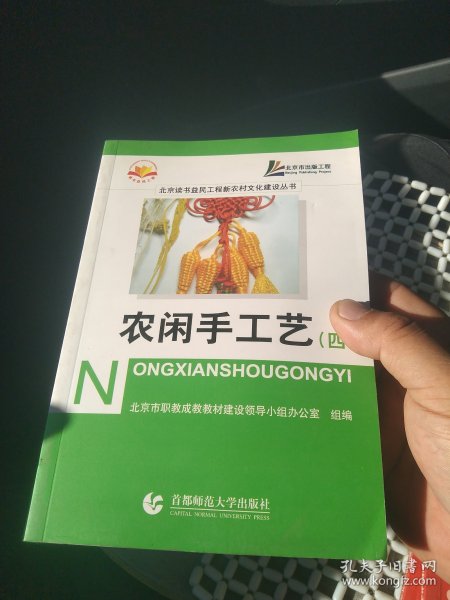 北京市出版工程
Beijing Publishing Project
北京读书益民工程新农村文化建设丛书
农闲手工艺(四
NONGXIANSHOUGONGYI
北京市职教成教教材建设领导小组办公室 组编
首都师范大学出版社
CAPITAL NORMAL UNIVERSITY PRESS
孔夫子旧书网
www.kongfz.com